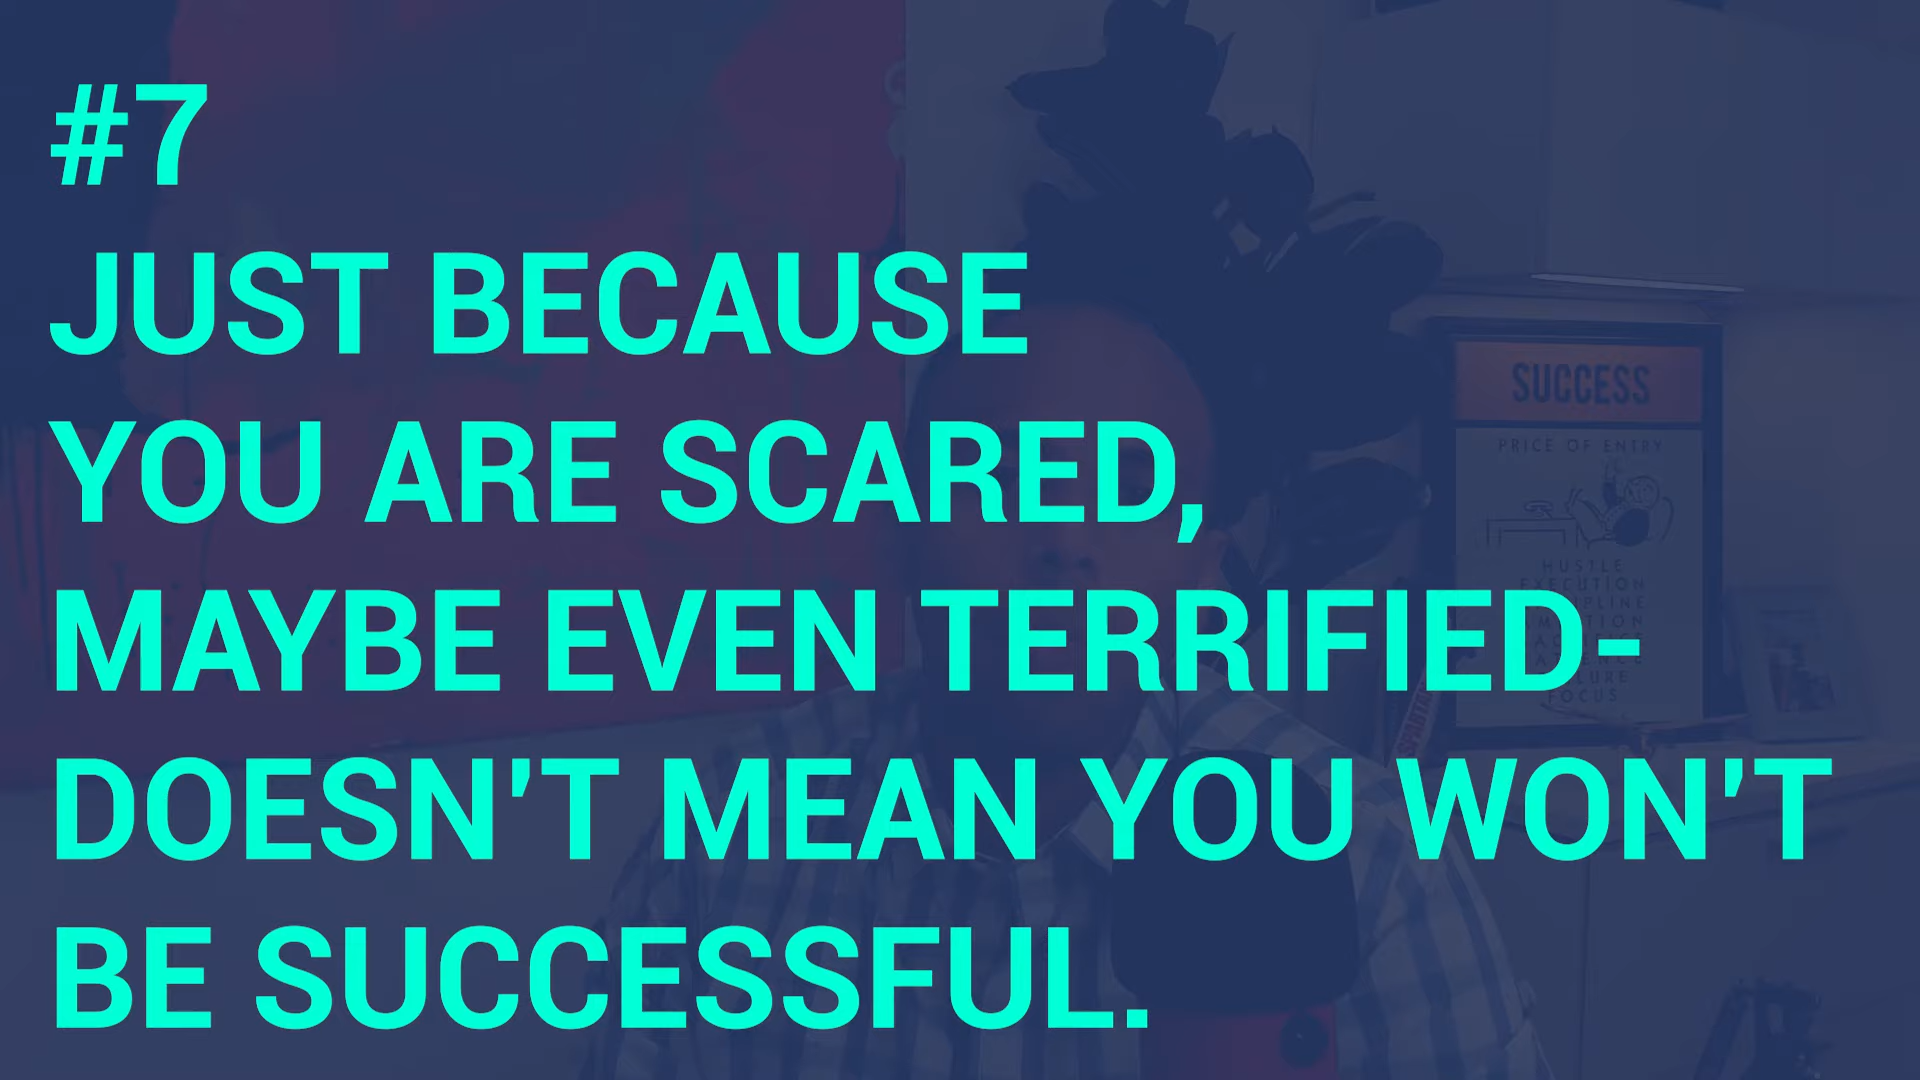 #7
JUST BECAUSE
YOU ARE SCARED,
MAYBE EVEN TERRIFIED-
DOESN'T MEAN YOU WON'T
BE SUCCESSFUL.
SUCCESS
PRICE OF ENTRY
HUSTLE
EXECUTION
FOCUS